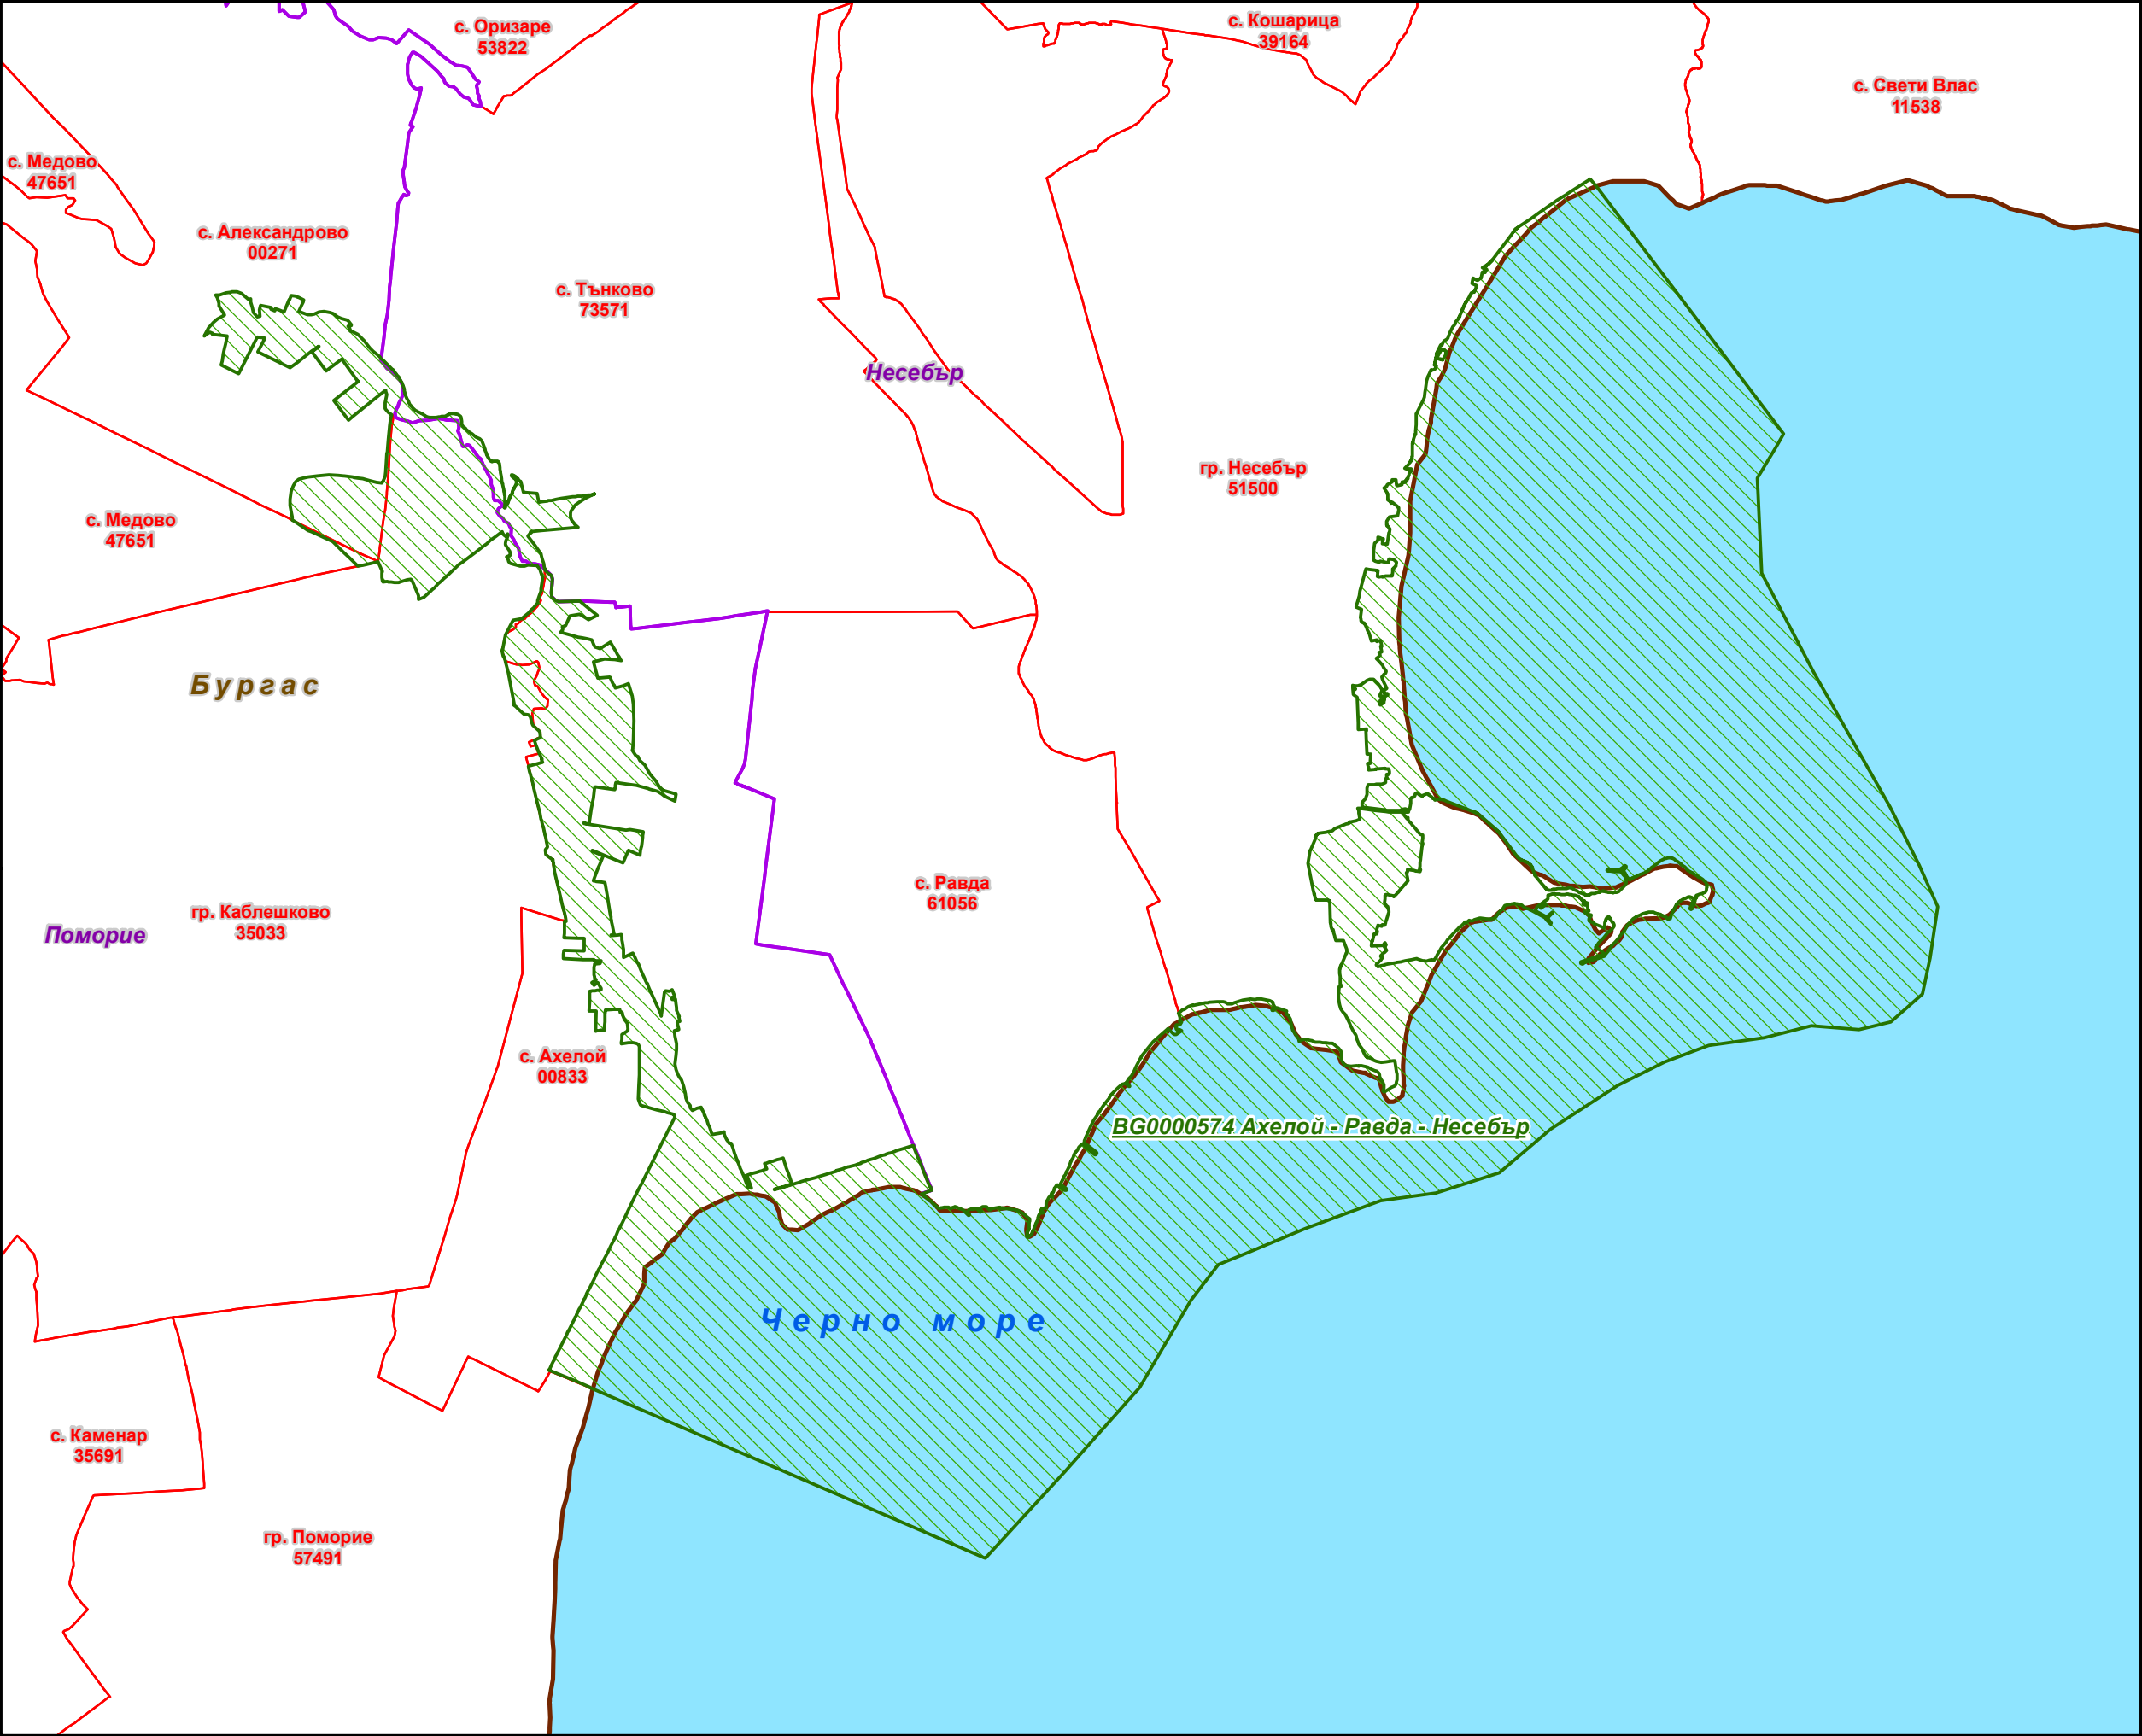 с. Оризаре
53822
с. Кошарица
39164
с. Свети Влас
11538
с. Медово
47651
с. Александрово
00271
с. Тънково
73571
Несебър
гр. Несебър
51500
с. Медово
47651
Бургас
с. Равда
61056
гр. Каблешково
35033
Поморие
с. Ахелой
00833
BG0000574 Ахелой - Равда - Несебър
Черно море
с. Каменар
35691
гр. Поморие
57491